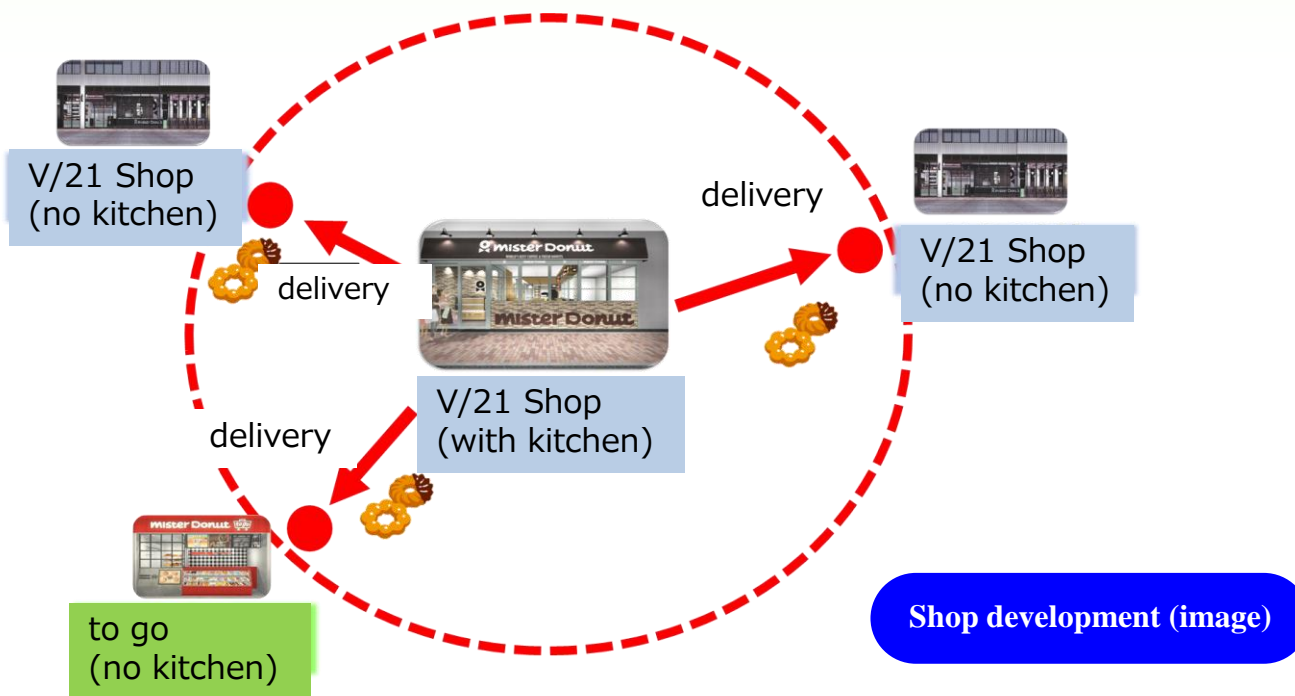 V/21 Shop
(no kitchen)
delivery
V/21 Shop
(no kitchen)
delivery
mister Donut
mister Donut
V/21 Shop
(with kitchen)
delivery
mister Donut
to go
(no kitchen)
Shop development (image)